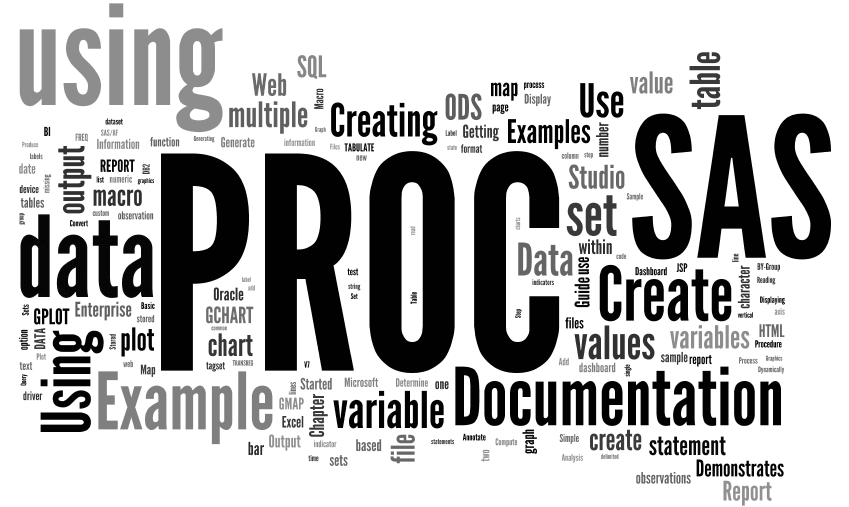 using
SQL
Web
multiple
Macro
Graph
Creating
ODS
map
process
page
Display
Use
value
table
Label
Getting
Examples
number
state
format
column
step
dataset
BI
FREQ
SAS/AF
Information
function
Generating
Generate
information
Files
TABULATE
new
Produce
labels
date
missing
output
REPORT
list
numeric
graphics
DB2
device
tables
macro
custom
observation
group
Convert
PROC
SAS
read
charts
Studio
Sample
set
data
Data
within
code
indicators
Guide
use
Dashboard
JSP
line
character
BY-Group
Reading
Create
Displaying
vertical
axis
test
string
Set
label
add
Oracle
GCHART
common
chart
tagset
TRANSREG
V7
Table
Step
Sets
GPLOT
Enterprise
Basic
stored
option
DATA
Using
Stored
plot
Plot
text
web
Map
Query
driver
files
values
variables
HTML
Procedure
Add
dashboard
single
sample
report
Process
Graphics
Dynamically
Example
lines
Started
Microsoft
Determine
one
GMAP
Excel
Chapter
variable
Documentation
bar
Output
indicator
based
file
statements
Annotate
two
Compute
graph
Simple
create
statement
time
sets
Analysis
delimited
observations
Demonstrates
Report